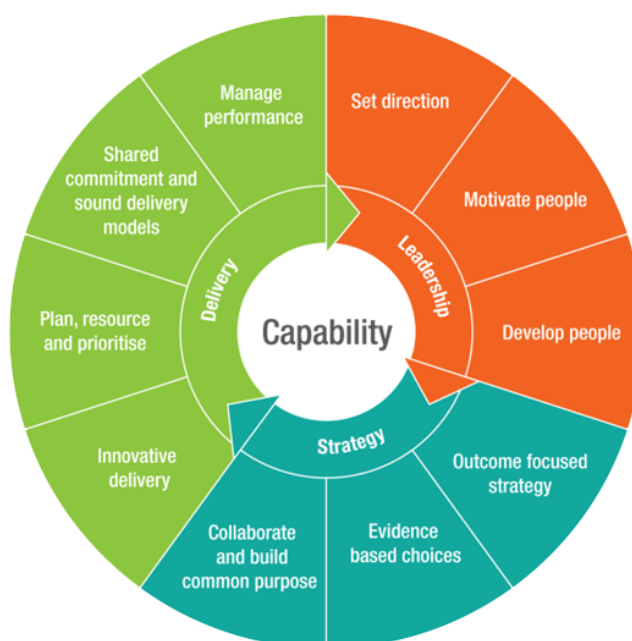 Manage
performance
Set direction
Shared
commitment and
sound delivery
models
Motivate people
Delivery
Leadership
Plan, resource
and prioritise
Capability
Develop people
Strategy
Innovative
delivery
Outcome focused
strategy
Collaborate
and build
common purpose
Evidence
based choices